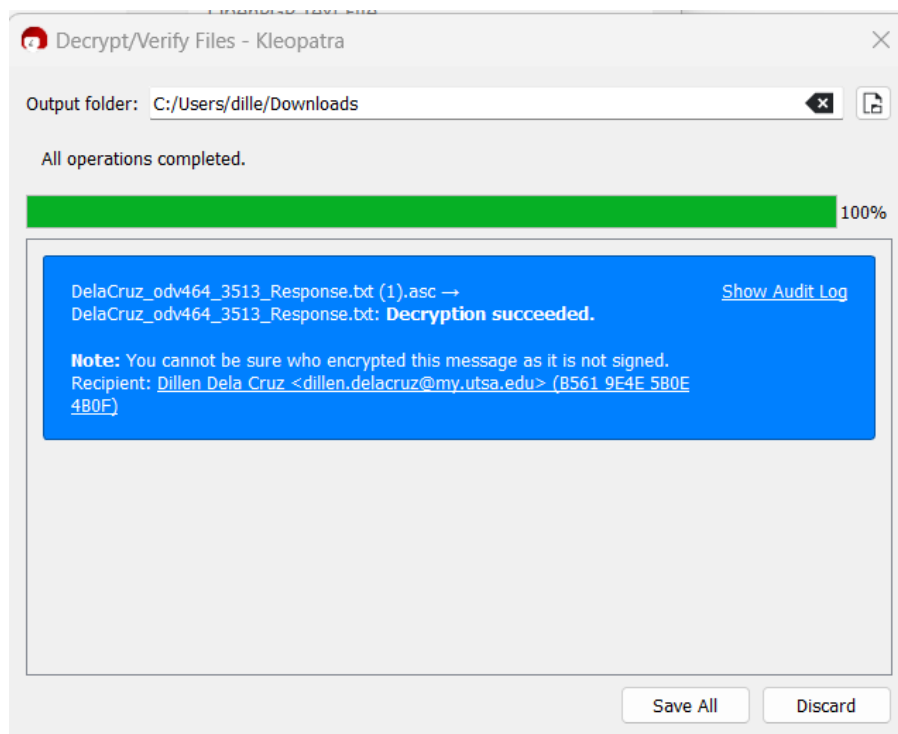 Decrypt/Verify Files - Kleopatra
Output folder: C:/Users/dille/Downloads
All operations completed.
100%
DelaCruz_odv464_3513_Response.txt (1).asc → Show Audit Log
DelaCruz_odv464_3513_Response.txt: Decryption succeeded.
Note: You cannot be sure who encrypted this message as it is not signed.
Recipient: Dillen Dela Cruz <dillen.delacruz@my.utsa.edu> (B561 9E4E 5B0E
4B0F)
Save All Discard